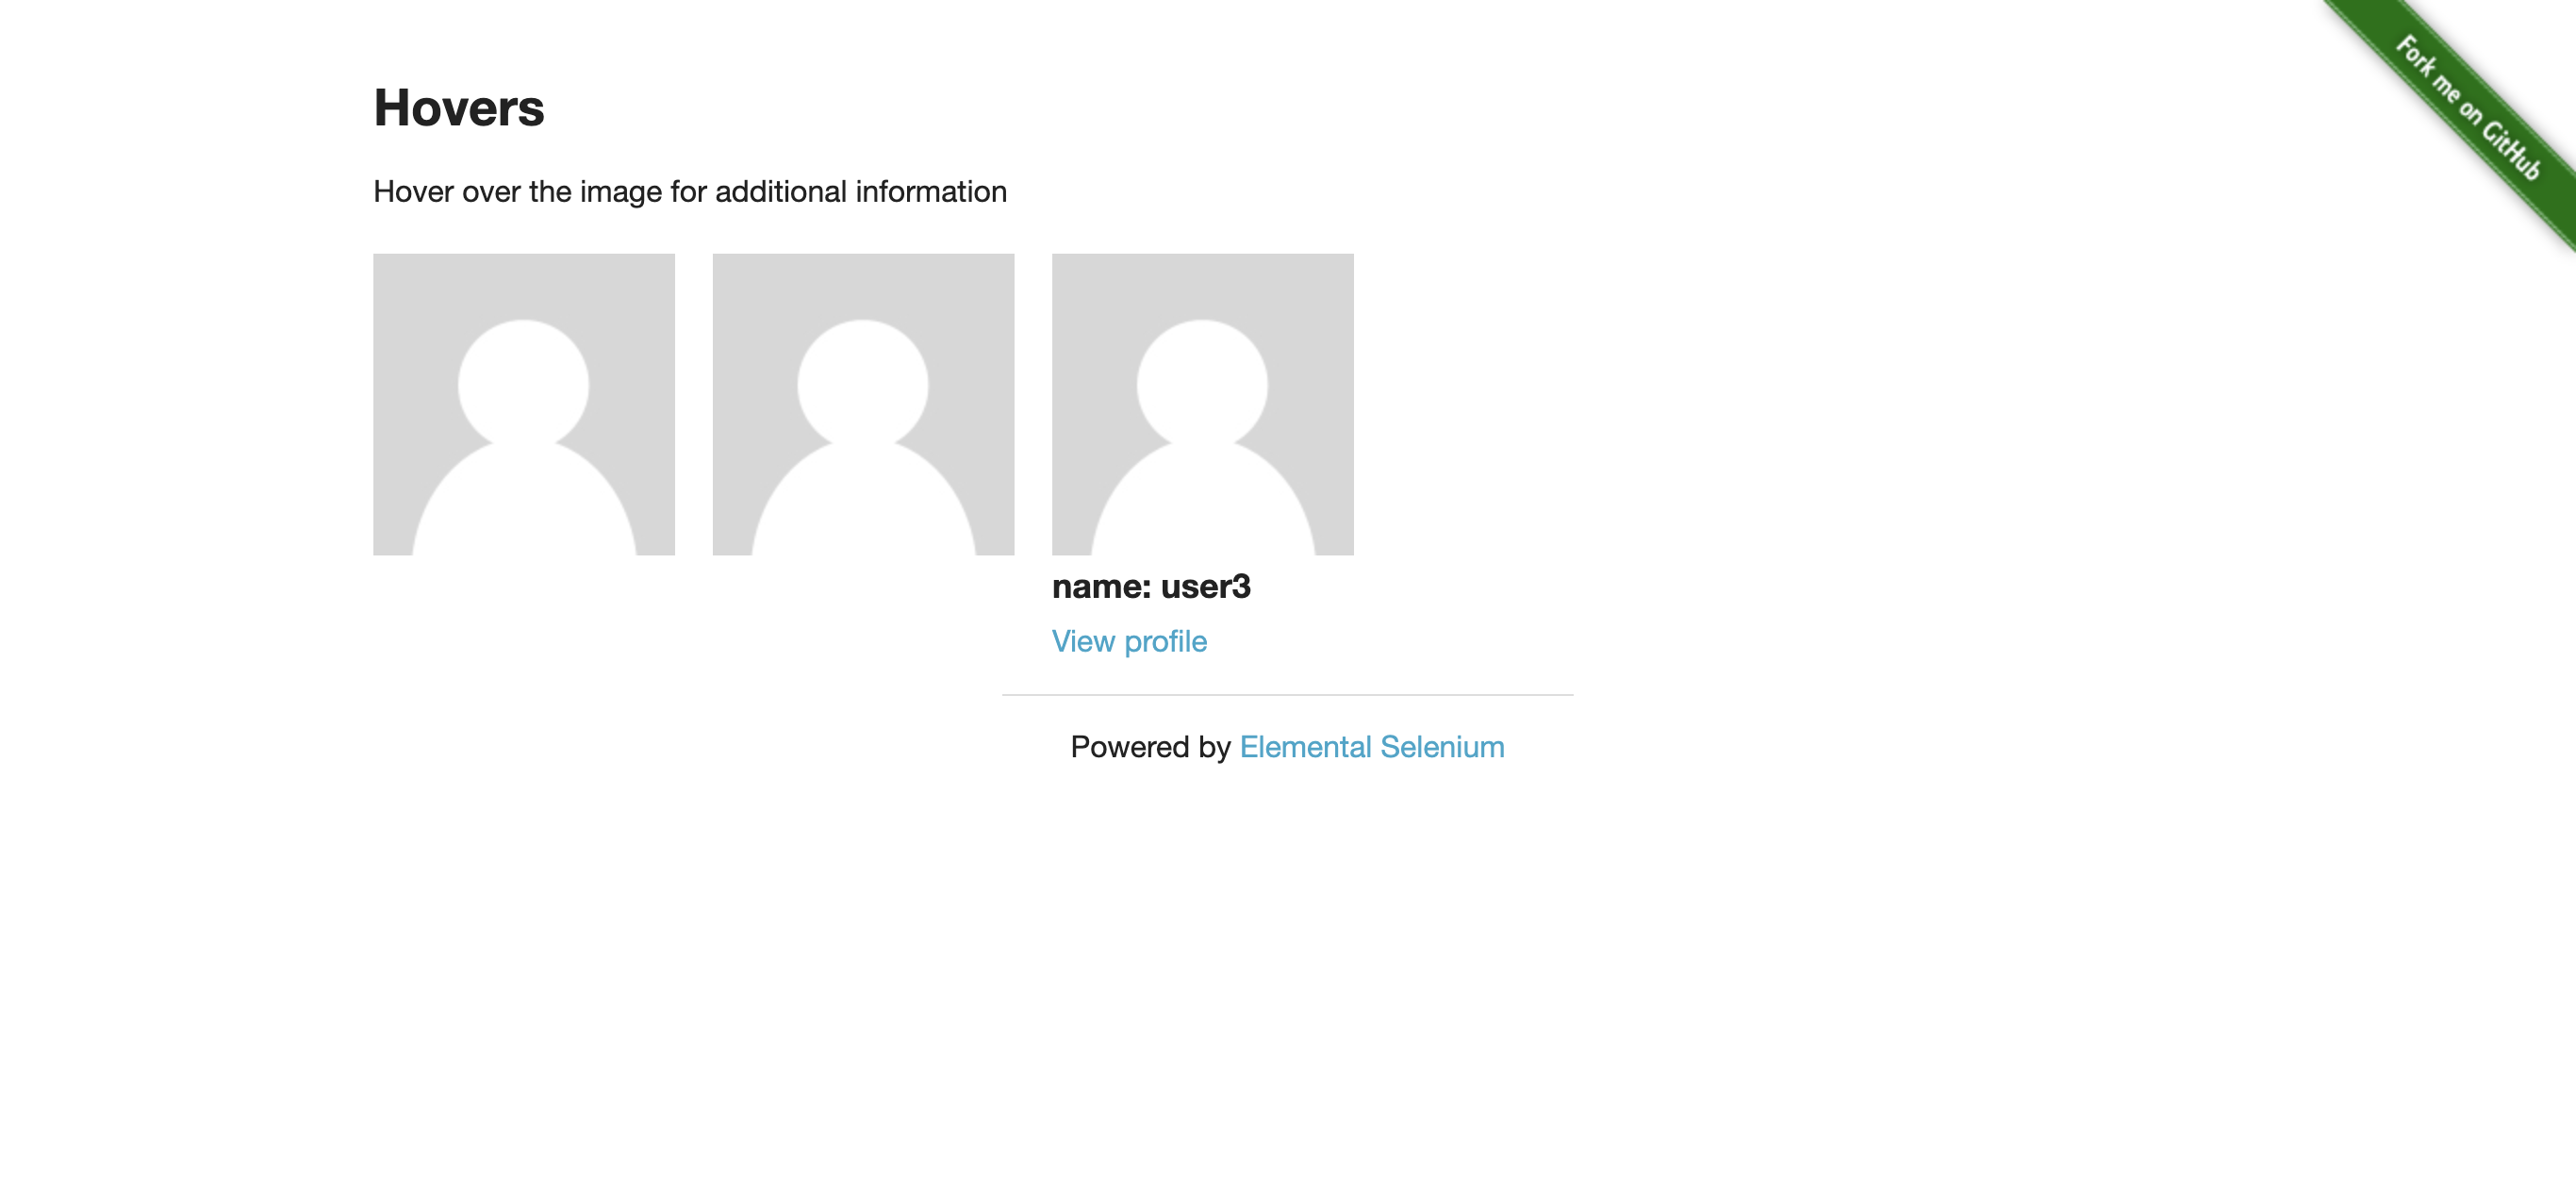 Fork me on GitHub
Hovers
Hover over the image for additional information
name: user3
View profile
Powered by Elemental Selenium